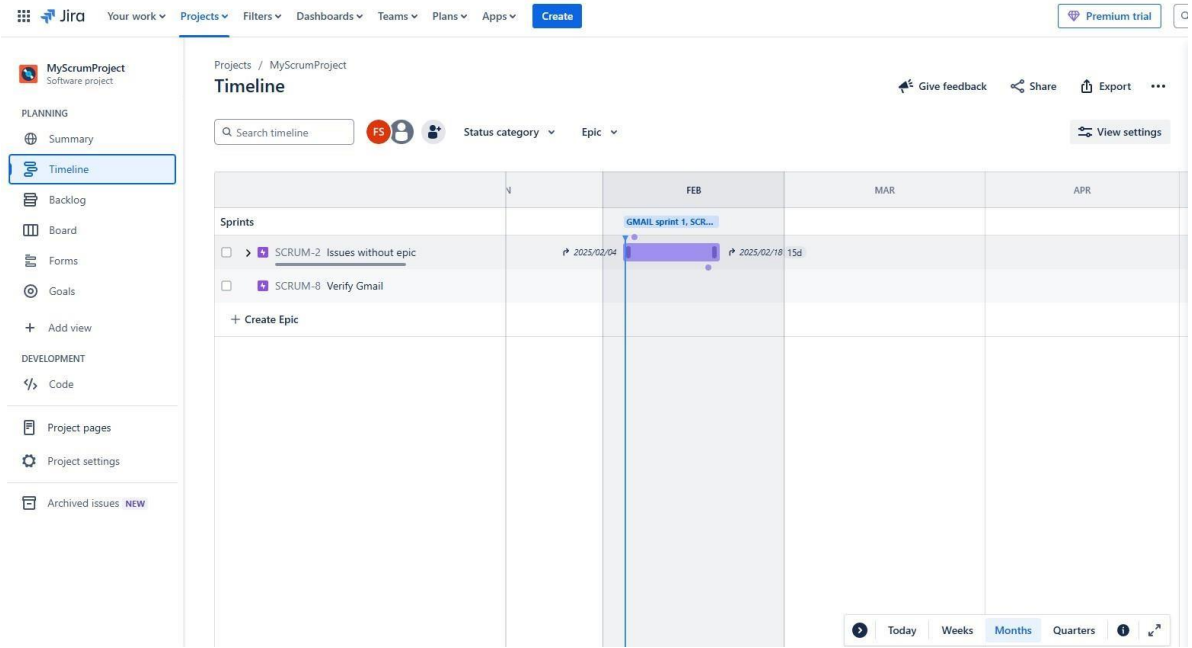 Jira Your work Projects Filters Dashboards Teams Plans Apps Create Premium trial
MyScrumProject
Software project
PLANNING
Summary
Timeline
Backlog
Board
Forms
Goals
Add view
DEVELOPMENT
Code
Project pages
Project settings
Archived issues NEW
Projects / MyScrumProject
Timeline
Give feedback Share Export
Search timeline FS Status category Epic View settings
N FEB MAR APR
Sprints GMAIL sprint 1, SCR...
SCRUM-2 Issues without epic 2025/02/04 2025/02/18 15d
SCRUM-8 Verify Gmail
+ Create Epic
Today Weeks Months Quarters